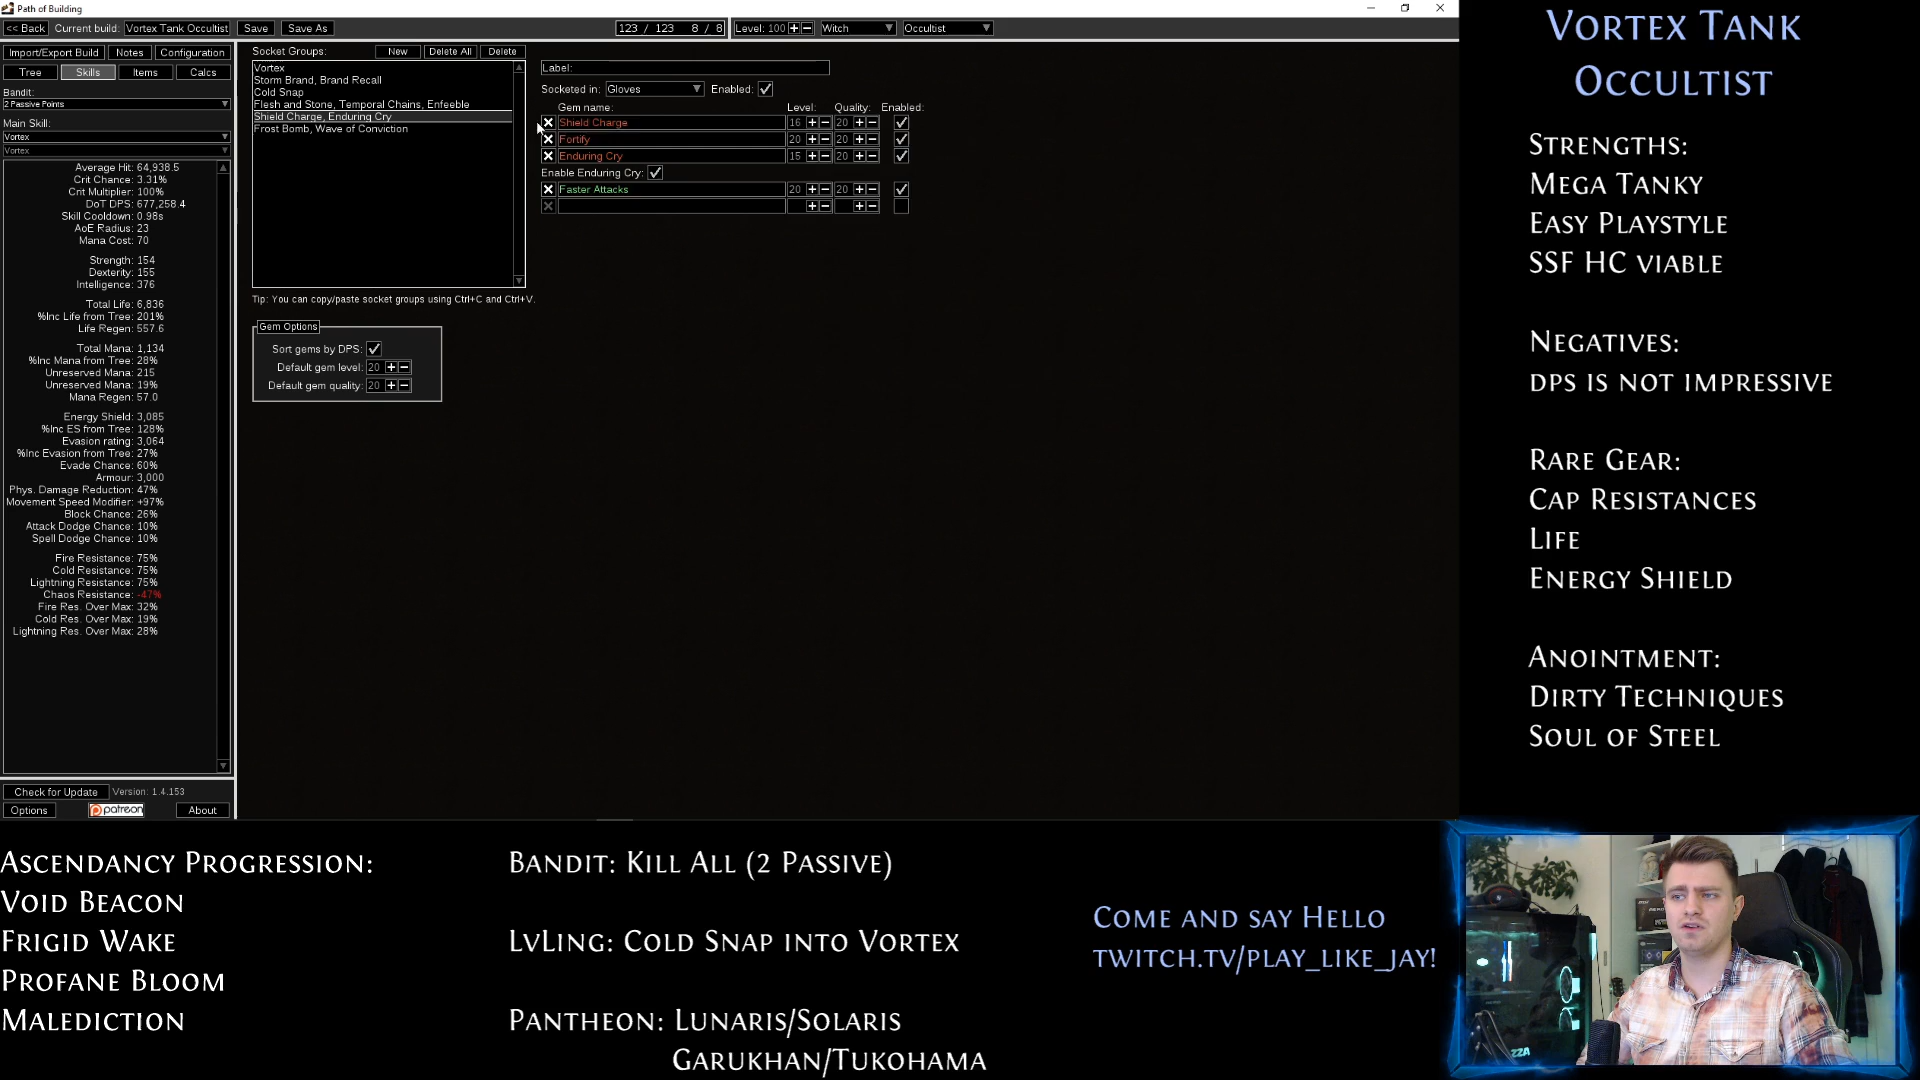 Path of Building
<< Back Current build: Vortex Tank Occultist Save Save As 123 / 123 8 / 8 Level: 100 Witch Occultist
Import/Export Build Notes Configuration
Tree Skills Items Calcs
Bandit:
2 Passive Points
Main Skill:
Vortex
Vortex
Average Hit: 64,938.5
Crit Chance: 3.31%
Crit Multiplier: 100%
DoT DPS: 677,258.4
Skill Cooldown: 0.98s
AoE Radius: 23
Mana Cost: 70
Strength: 154
Dexterity: 155
Intelligence: 376
Total Life: 6,836
%Inc Life from Tree: 201%
Life Regen: 557.6
Total Mana: 1,134
%Inc Mana from Tree: 28%
Unreserved Mana: 215
Unreserved Mana: 19%
Mana Regen: 57.0
Energy Shield: 3,085
%Inc ES from Tree: 128%
Evasion rating: 3,064
%Inc Evasion from Tree: 27%
Evade Chance: 60%
Armour: 3,000
Phys. Damage Reduction: 47%
Movement Speed Modifier: +97%
Block Chance: 26%
Attack Dodge Chance: 10%
Spell Dodge Chance: 10%
Fire Resistance: 75%
Cold Resistance: 75%
Lightning Resistance: 75%
Chaos Resistance: -47%
Fire Res. Over Max: 32%
Cold Res. Over Max: 19%
Lightning Res. Over Max: 28%
Check for Update Version: 1.4.153
Options patreon About
Socket Groups: New Delete All Delete
Vortex
Storm Brand, Brand Recall
Cold Snap
Flesh and Stone, Temporal Chains, Enfeeble
Shield Charge, Enduring Cry
Frost Bomb, Wave of Conviction
Tip: You can copy/paste socket groups using Ctrl+C and Ctrl+V.
Gem Options
Sort gems by DPS:
Default gem level: 20
Default gem quality: 20
Label:
Socketed in: Gloves Enabled:
Gem name: Level: Quality: Enabled:
Shield Charge 16 20
Fortify 20 20
Enduring Cry 15 20
Enable Enduring Cry:
Faster Attacks 20 20
Vortex Tank
Occultist
Strengths:
Mega Tanky
Easy Playstyle
SSF HC viable
Negatives:
dps is not impressive
Rare Gear:
Cap Resistances
Life
Energy Shield
Anointment:
Dirty Techniques
Soul of Steel
Ascendancy Progression:
Void Beacon
Frigid Wake
Profane Bloom
Malediction
Bandit: Kill All (2 Passive)
LvLing: Cold Snap into Vortex
Pantheon: Lunaris/Solaris
Garukhan/Tukohama
Come and say Hello
twitch.tv/play_like_jay!